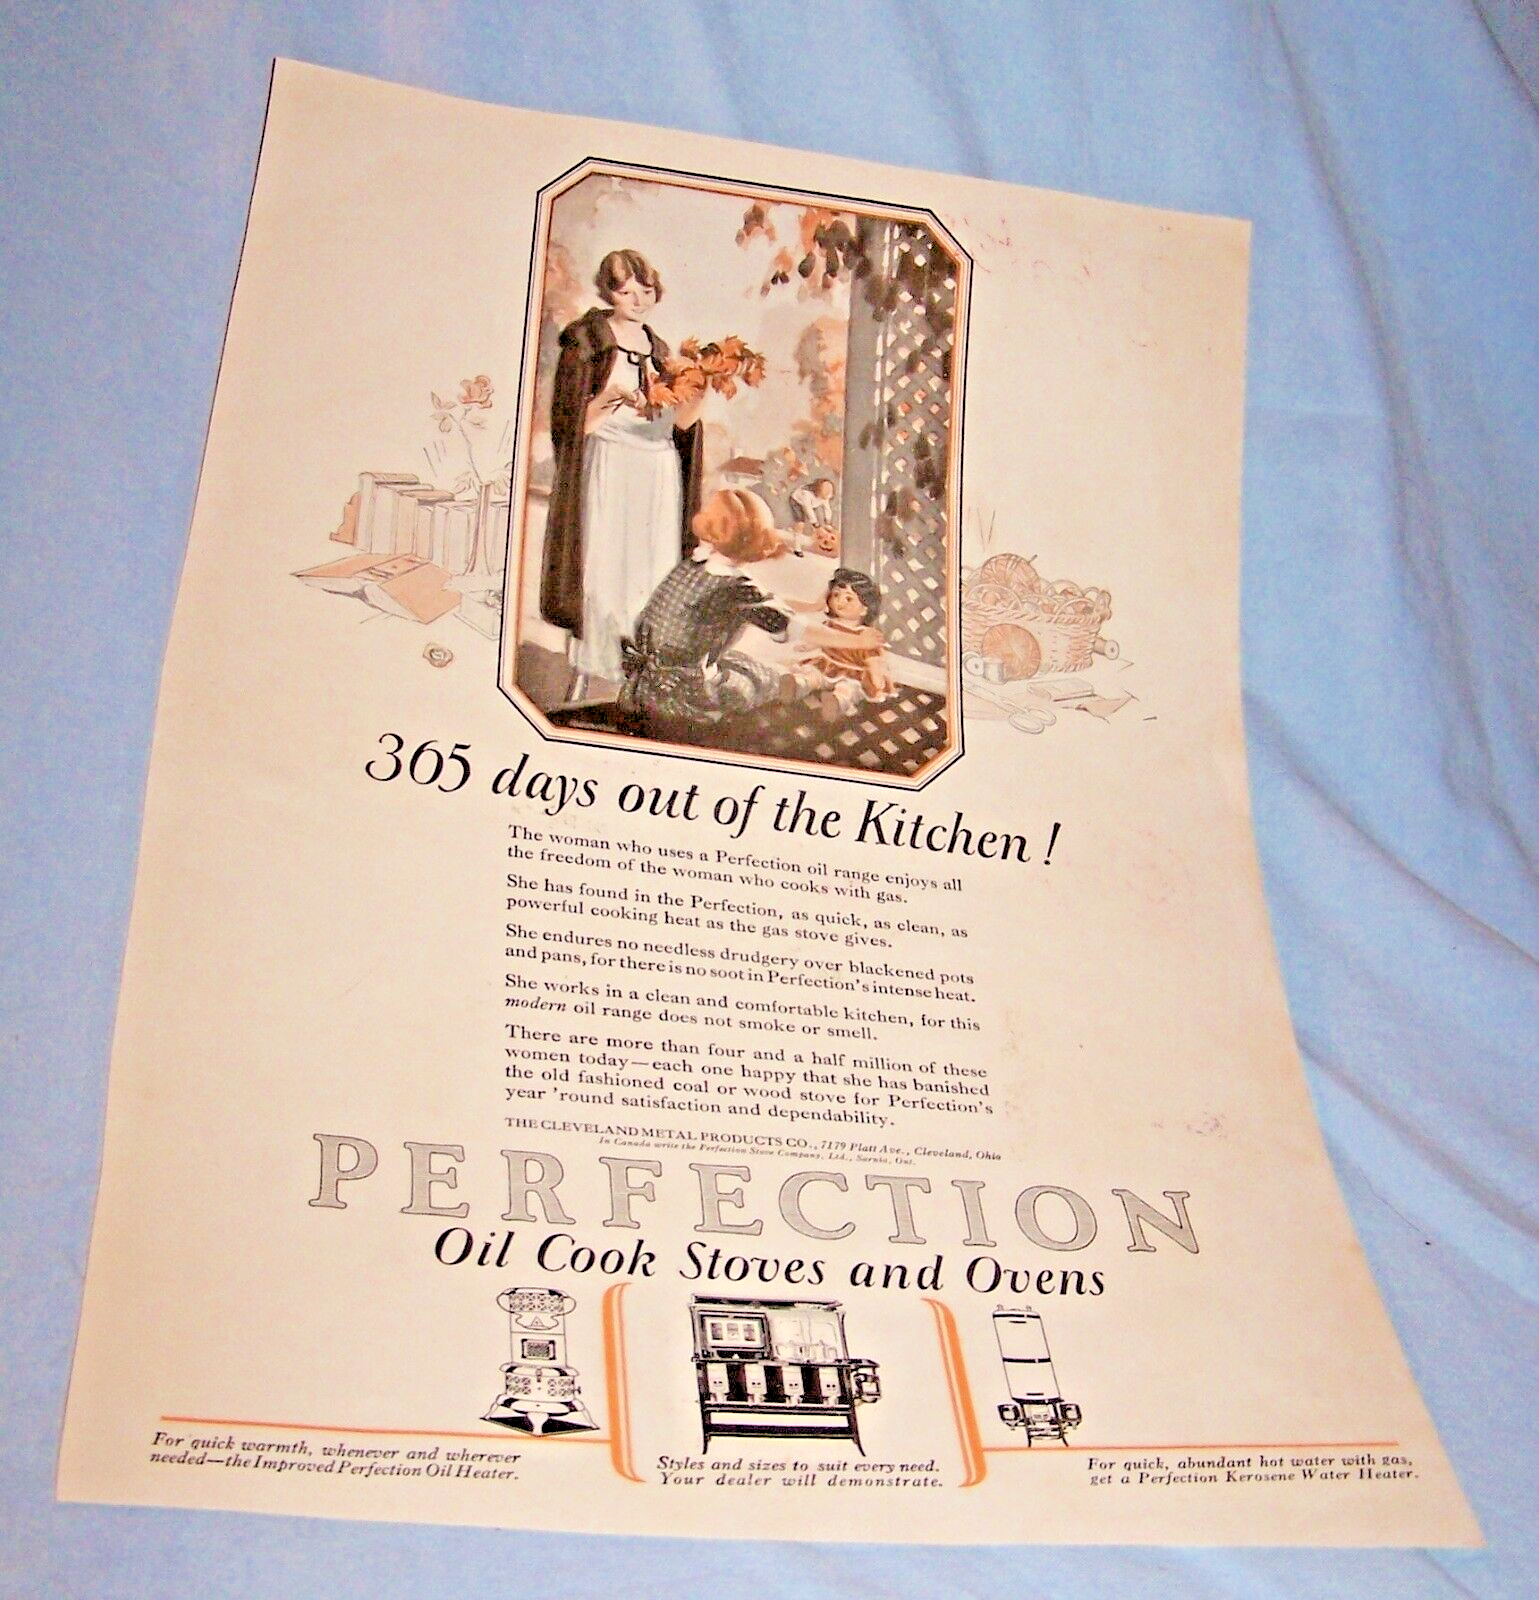 365 days out of the Kitchen!
The woman who uses a Perfection oil range enjoys all
the freedom of the woman who cooks with gas.
She has found in the Perfection, as quick, as clean, as
powerful cooking heat as the gas stove gives.
She endures no needless drudgery over blackened pots
and pans, for there is no soot in Perfection's intense heat.
She works in a clean and comfortable kitchen, for this
modern oil range does not smoke or smell.
There are more than four and a half million of these
women today—each one happy that she has banished
the old fashioned coal or wood stove for Perfection's
year 'round satisfaction and dependability.
THE CLEVELAND METAL PRODUCTS CO., 7179 Platt Ave., Cleveland, Ohio
In Canada write the Perfection Stove Company, Ltd., Sarnia, Ont.
PERFECTION
Oil Cook Stoves and Ovens
For quick warmth, whenever and wherever
needed—the Improved Perfection Oil Heater.
Styles and sizes to suit every need.
Your dealer will demonstrate.
For quick, abundant hot water with gas,
get a Perfection Kerosene Water Heater.